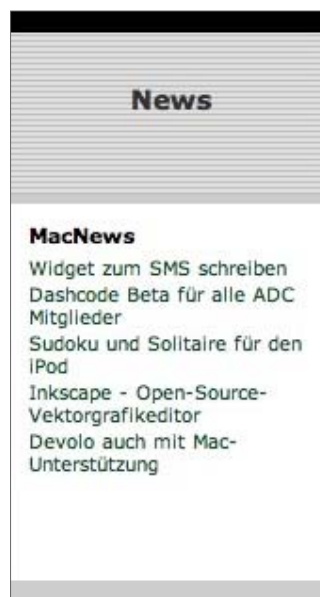 News
MacNews
Widget zum SMS schreiben
Dashcode Beta für alle ADC
Mitglieder
Sudoku und Solitaire für den
iPod
Inkscape - Open-Source-
Vektorgrafikeditor
Devolo auch mit Mac-
Unterstützung